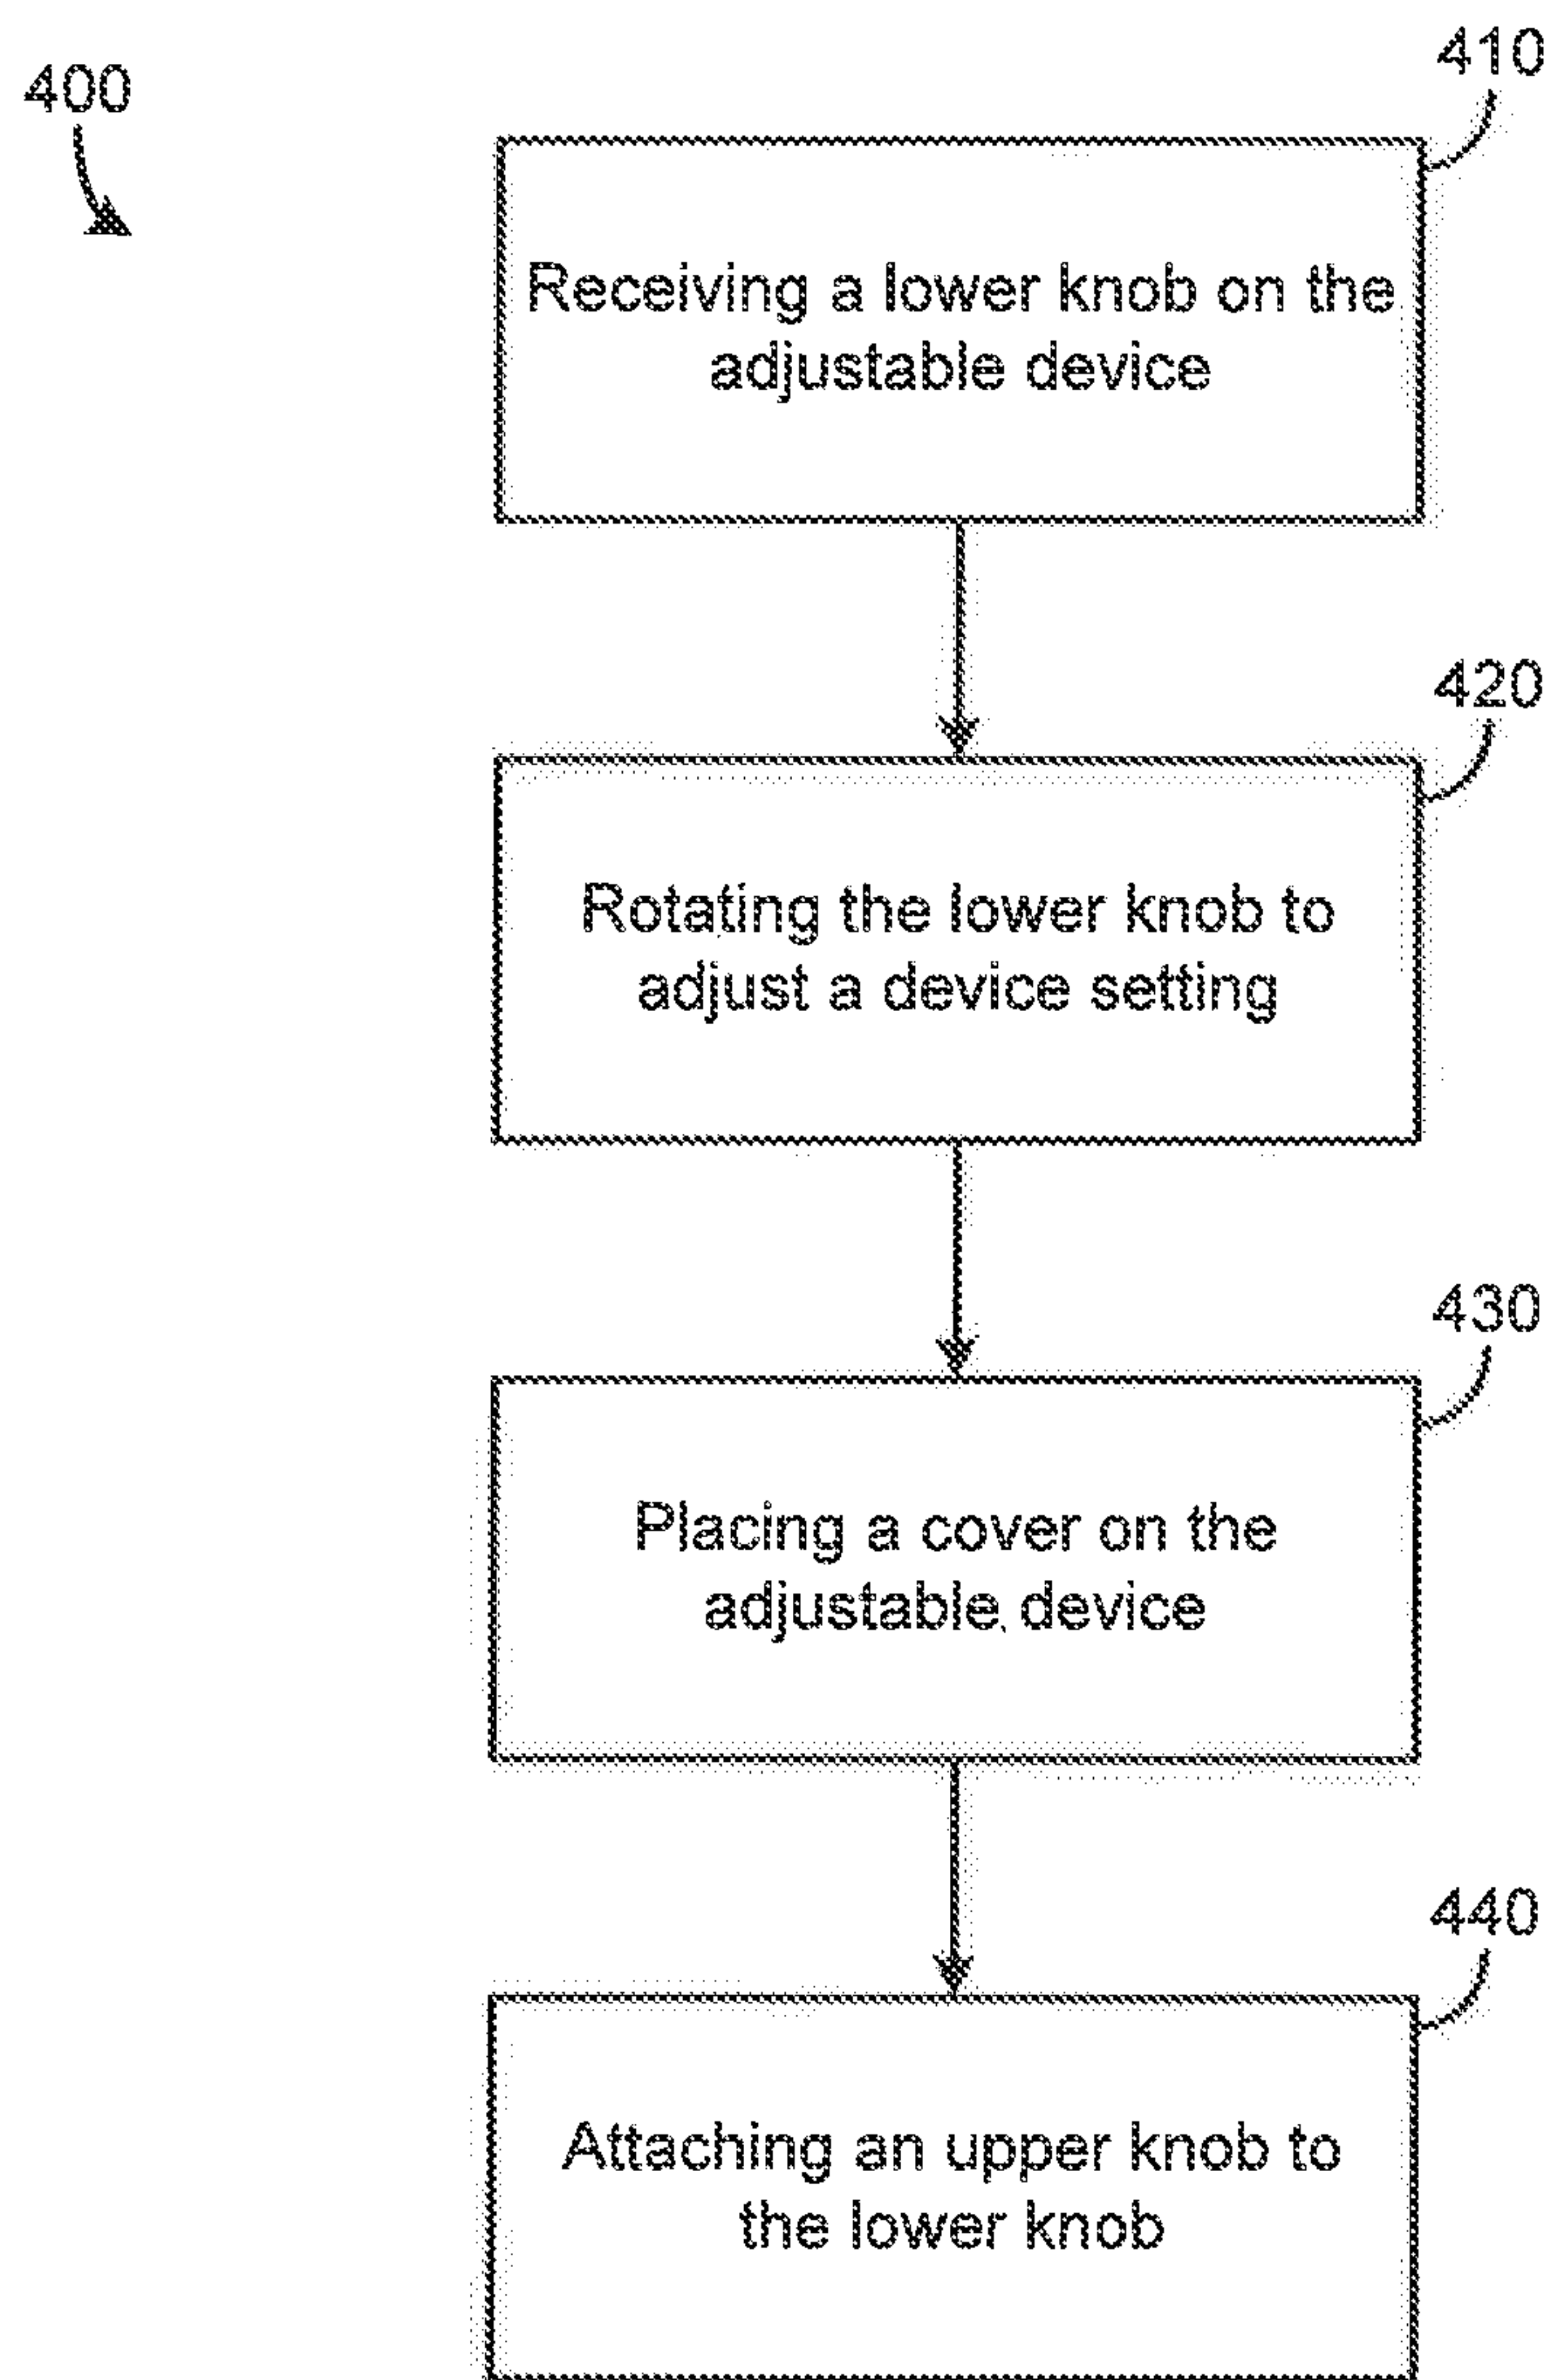 400
410
Receiving a lower knob on the
adjustable device
420
Rotating the lower knob to
adjust a device setting
430
Placing a cover on the
adjustable device
440
Attaching an upper knob to
the lower knob